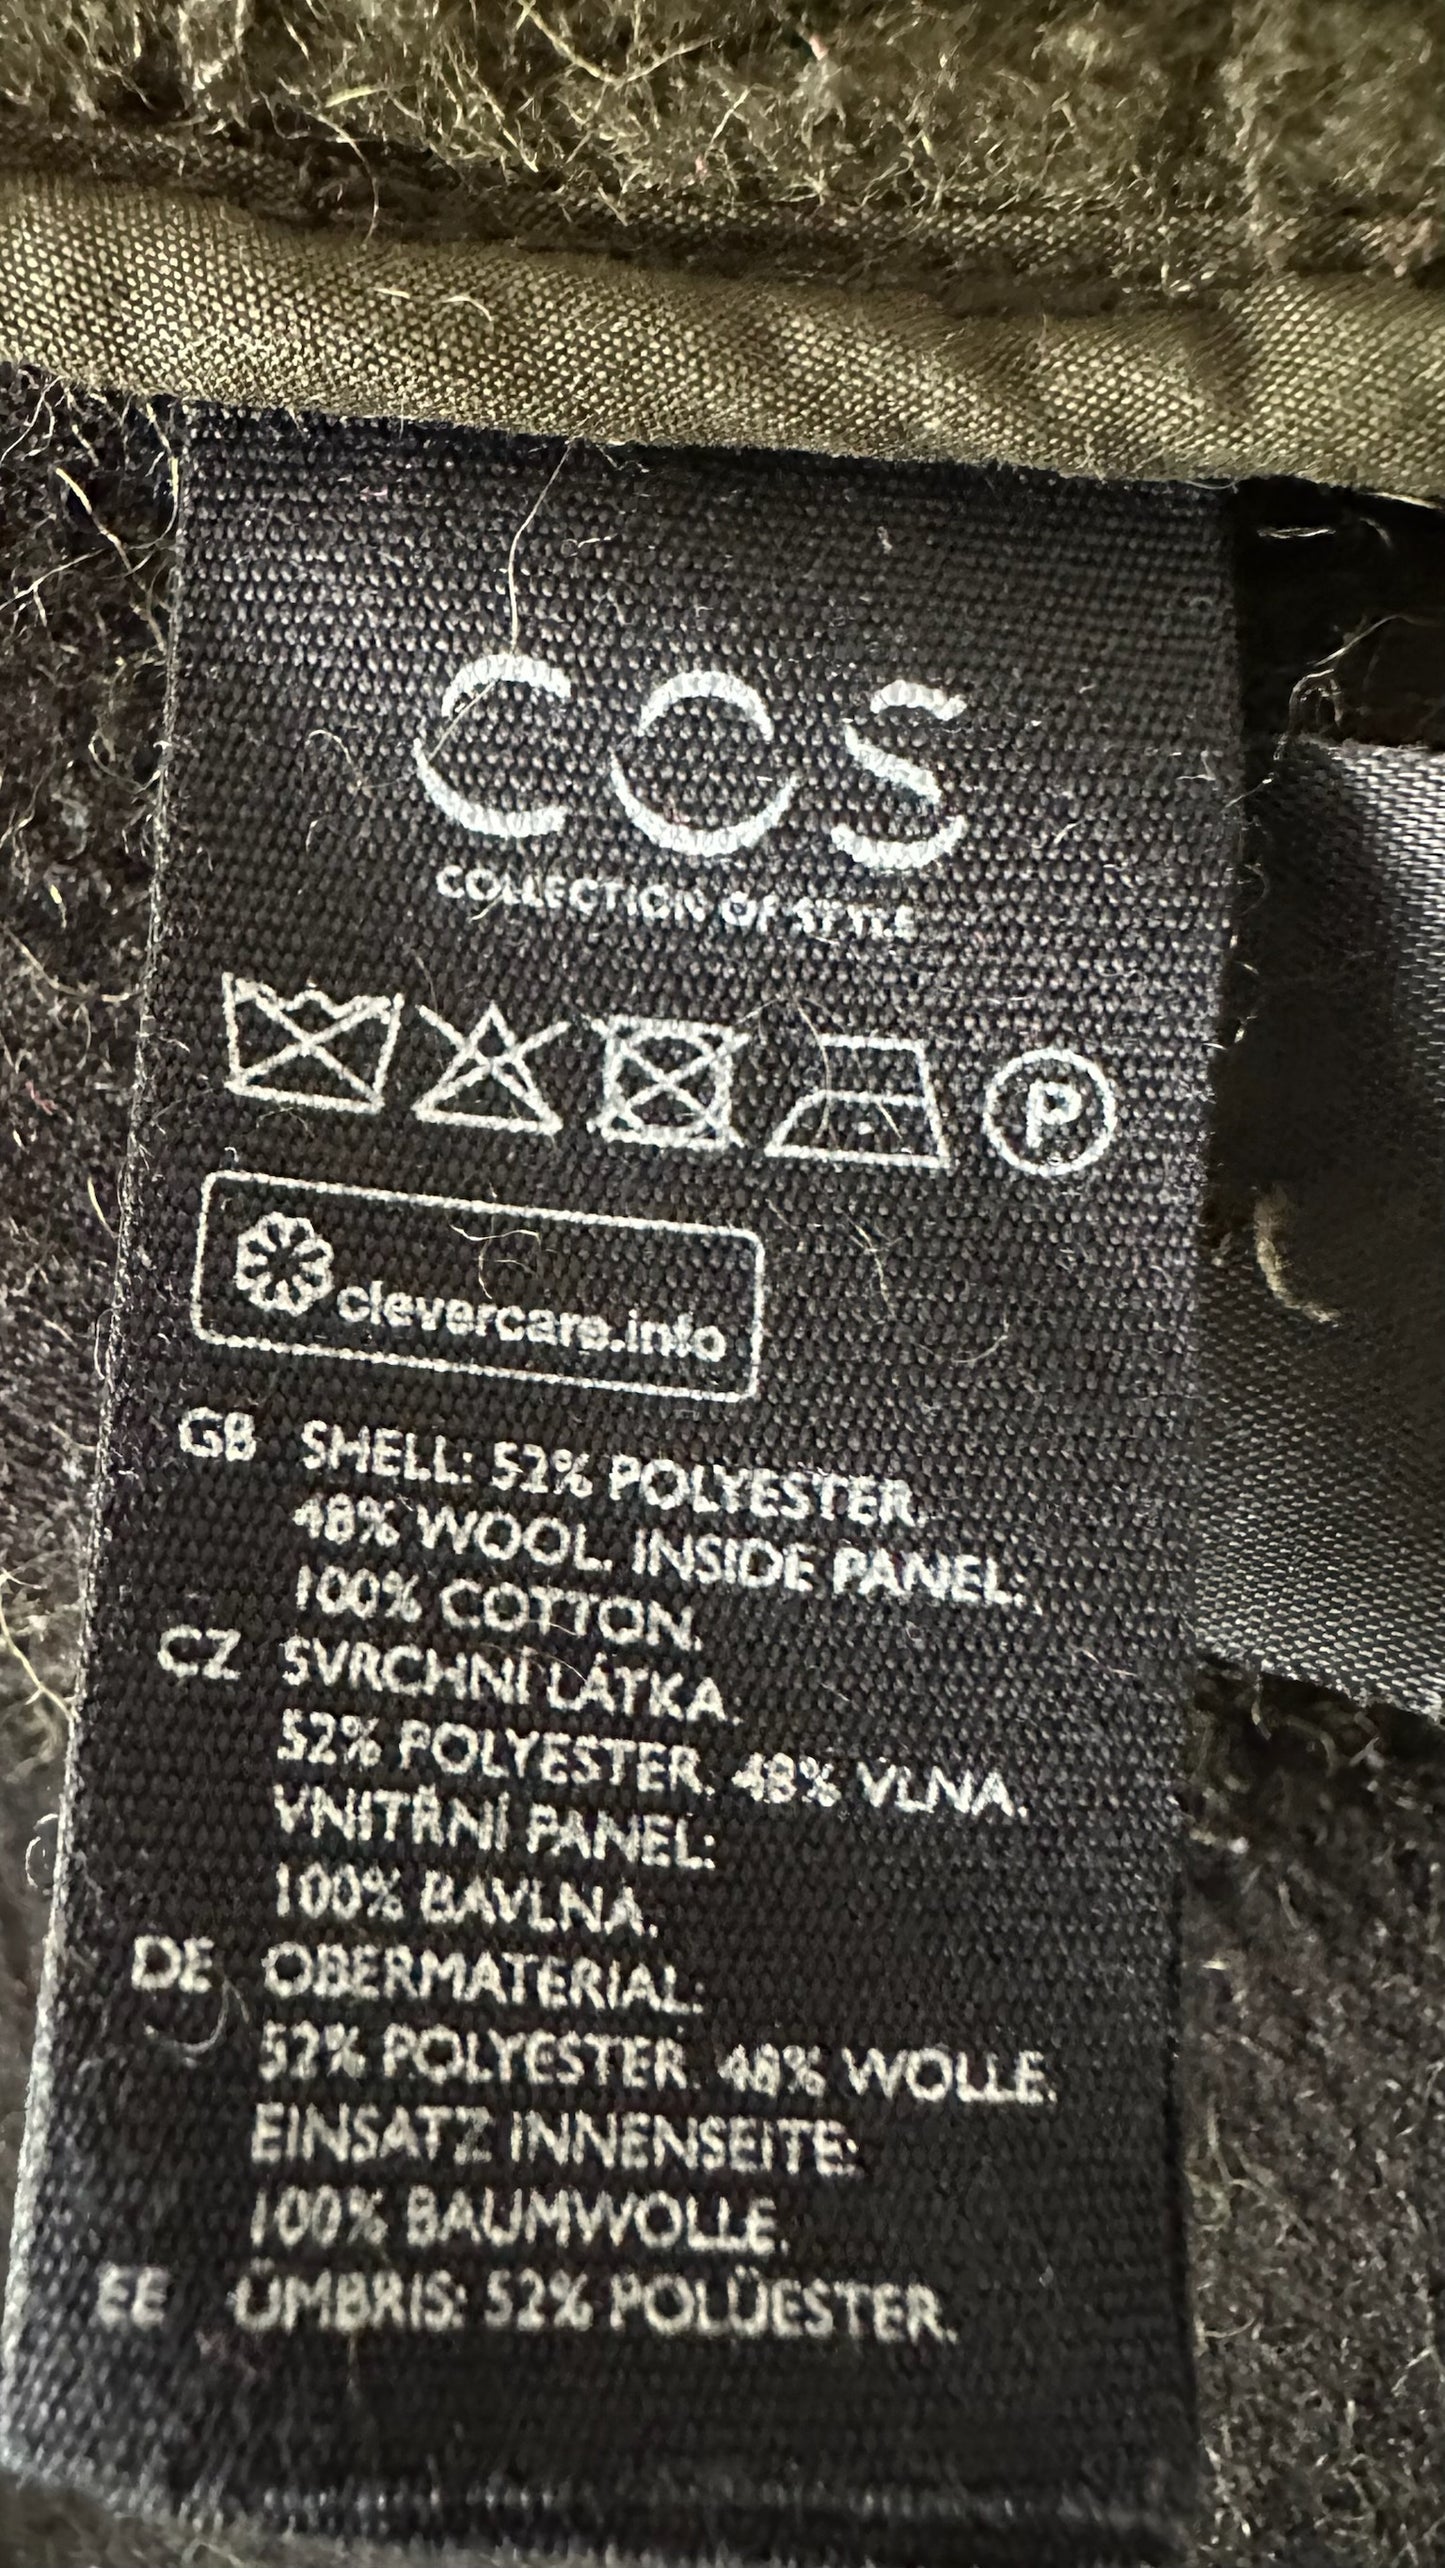 COS
COLLECTION OF STYLE
P
clevercare.info
GB SHELL: 52% POLYESTER.
48% WOOL. INSIDE PANEL:
100% COTTON.
CZ SVRCHNÍ LÁTKA.
52% POLYESTER. 48% VLNA.
VNITŘNÍ PANEL:
100% BAVLNA.
DE OBERMATERIAL:
52% POLYESTER. 48% WOLLE.
EINSATZ INNENSEITE:
100% BAUMWOLLE.
EE ÜMBRIS: 52% POLÜESTER.